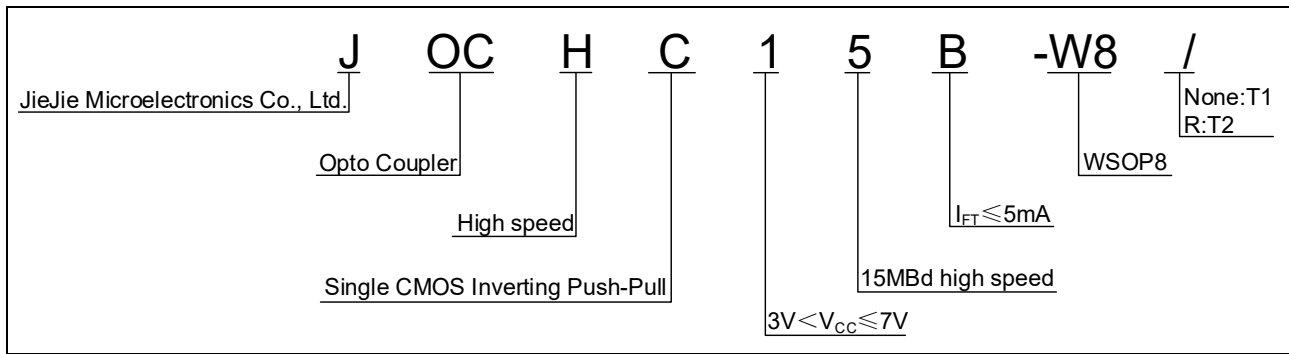 J OC H C 1 5 B -W8 /
JieJie Microelectronics Co., Ltd.
None:T1
R:T2
Opto Coupler
WSOP8
High speed
IFT≤5mA
Single CMOS Inverting Push-Pull
15MBd high speed
3V<VCC≤7V